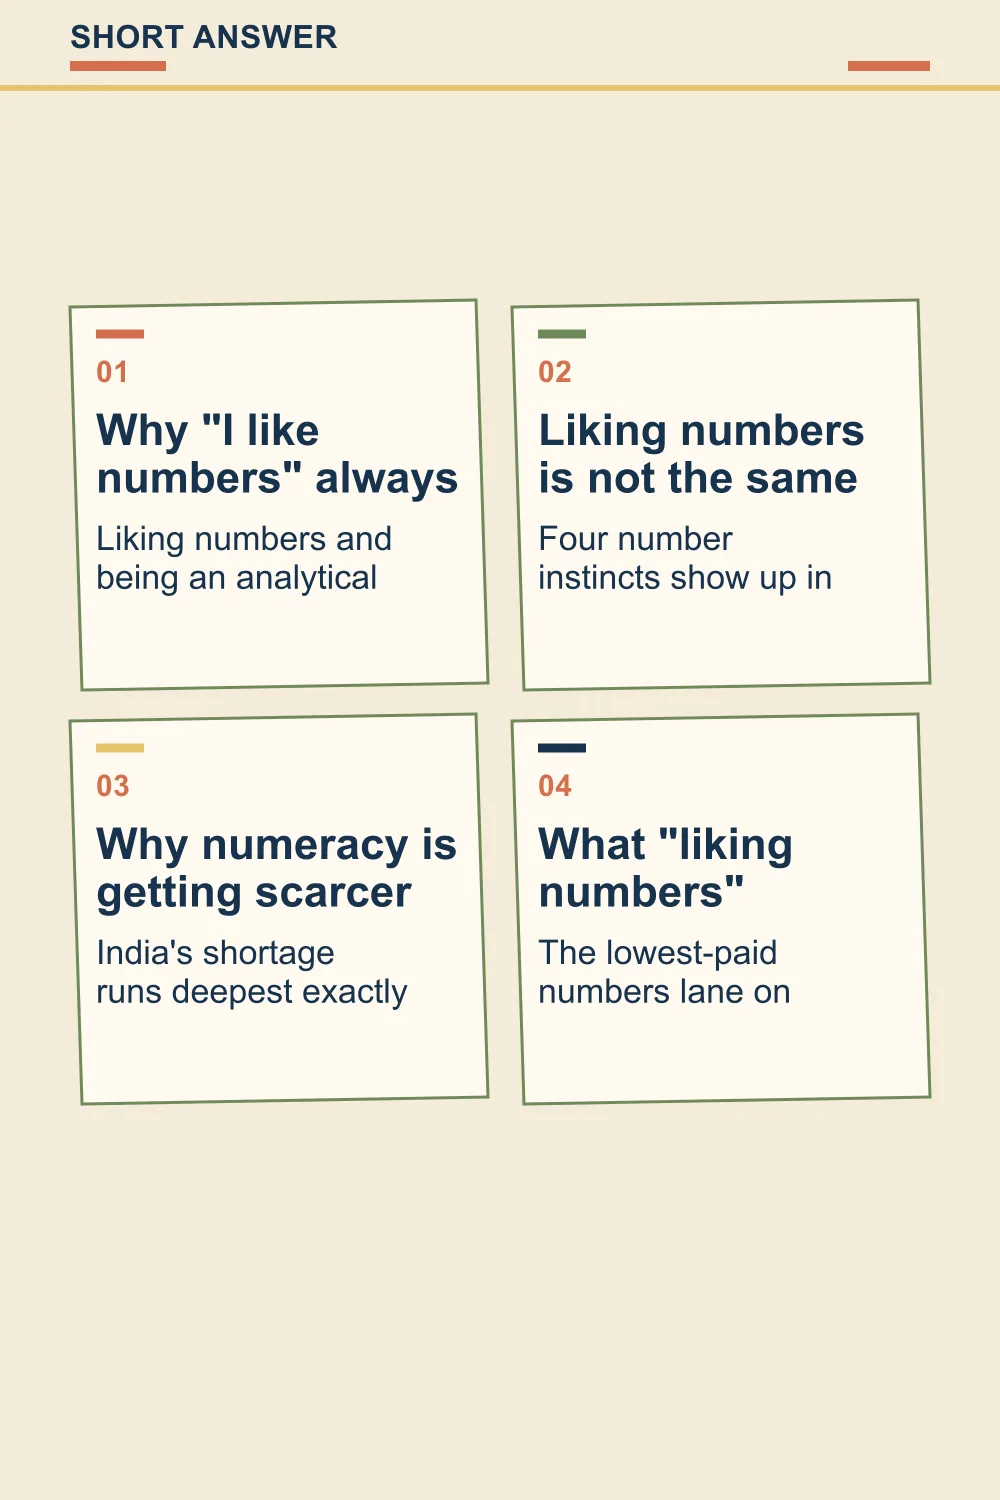 SHORT ANSWER
01
Why "I like
numbers" always
Liking numbers and
being an analytical
02
Liking numbers
is not the same
Four number
instincts show up in
03
Why numeracy is
getting scarcer
India's shortage
runs deepest exactly
04
What "liking
numbers"
The lowest-paid
numbers lane on